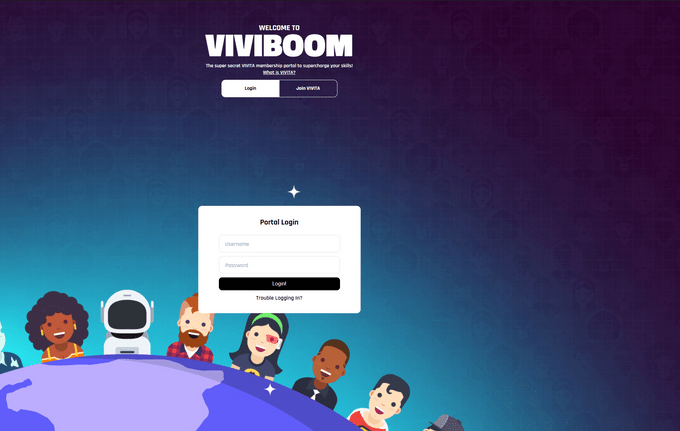 WELCOME TO
VIVIBOOM
The super secret VIVITA membership portal to supercharge your skills!
What is VIVITA?
Login
Join VIVITA
Portal Login
Username
Password
Login!
Trouble Logging In?